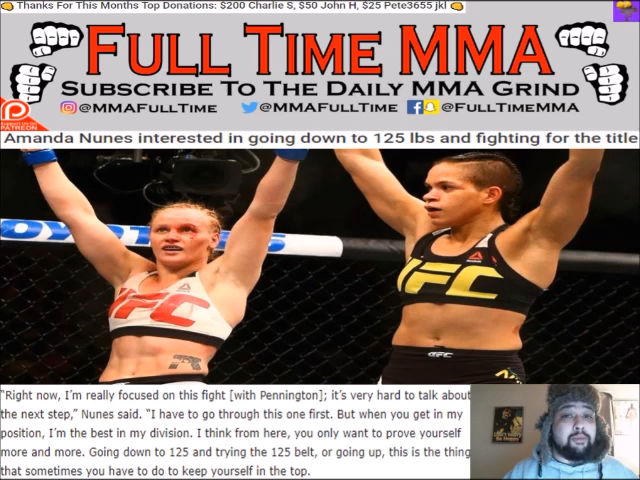 Thanks For This Months Top Donations: $200 Charlie S, $50 John H, $25 Pete3655 jkl
FULL TIME MMA
SUBSCRIBE TO THE DAILY MMA GRIND
@MMAFULLTIME @MMAFULLTIME @FULLTIMEMMA
PATREON
Amanda Nunes interested in going down to 125 lbs and fighting for the title
UFC
UFC
UFC
"Right now, I'm really focused on this fight [with Pennington]; it's very hard to talk about
the next step," Nunes said. "I have to go through this one first. But when you get in my
position, I'm the best in my division. I think from here, you only want to prove yourself
more and more. Going down to 125 and trying the 125 belt, or going up, this is the thing
that sometimes you have to do to keep yourself in the top.